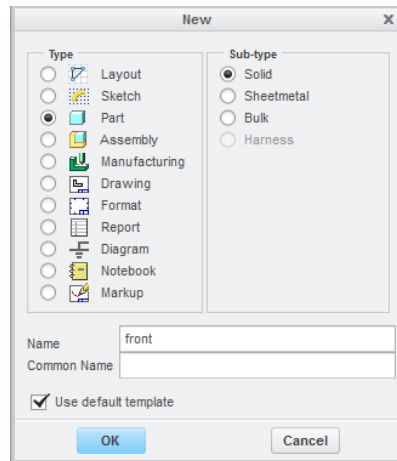 New
X
Type
Layout
Sketch
Part
Assembly
Manufacturing
Drawing
Format
Report
Diagram
Notebook
Markup
Sub-type
Solid
Sheetmetal
Bulk
Harness
Name
front
Common Name
Use default template
OK
Cancel